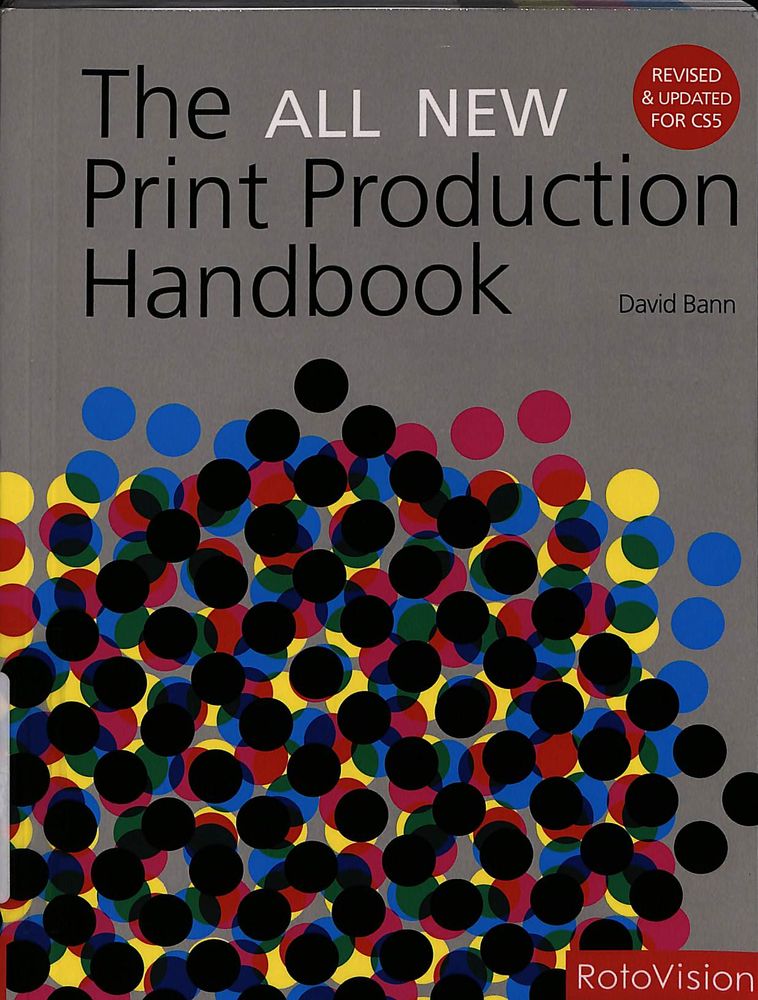 The ALL NEW
Print Production
Handbook
REVISED
& UPDATED
FOR CS5
David Bann
RotoVision